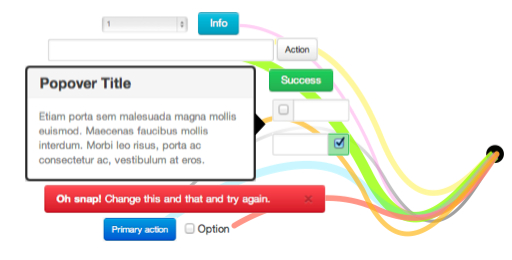 1
Info
Action
Popover Title
Success
Etiam porta sem malesuada magna mollis
euismod. Maecenas faucibus mollis
interdum. Morbi leo risus, porta ac
consectetur ac, vestibulum at eros.
Oh snap! Change this and that and try again. ×
Primary action
Option